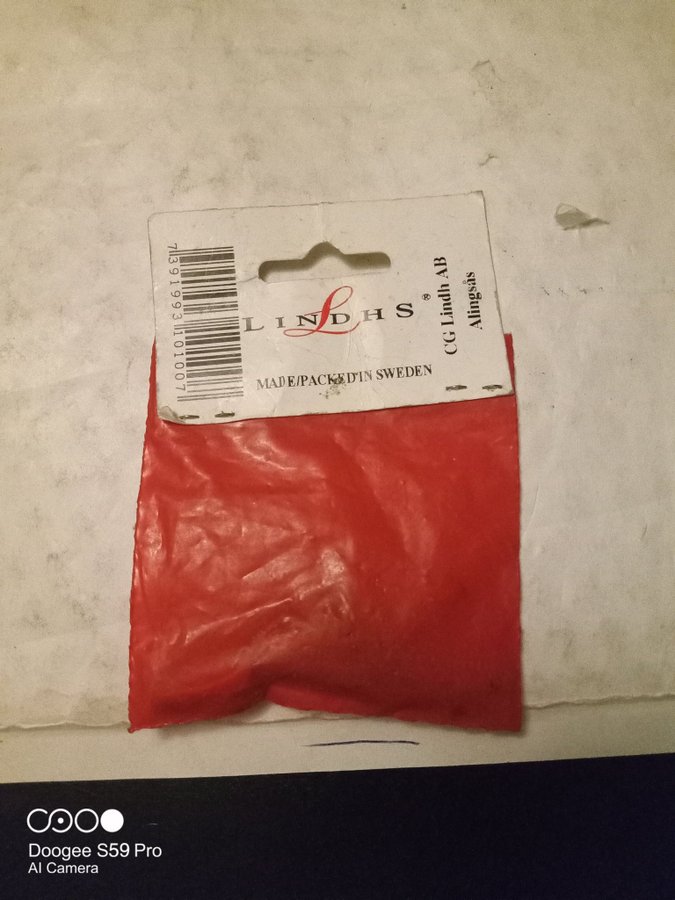 7391993101007
LINDHS®
MADE/PACKED IN SWEDEN
CG Lindh AB
Alingsås
Doogee S59 Pro
AI Camera